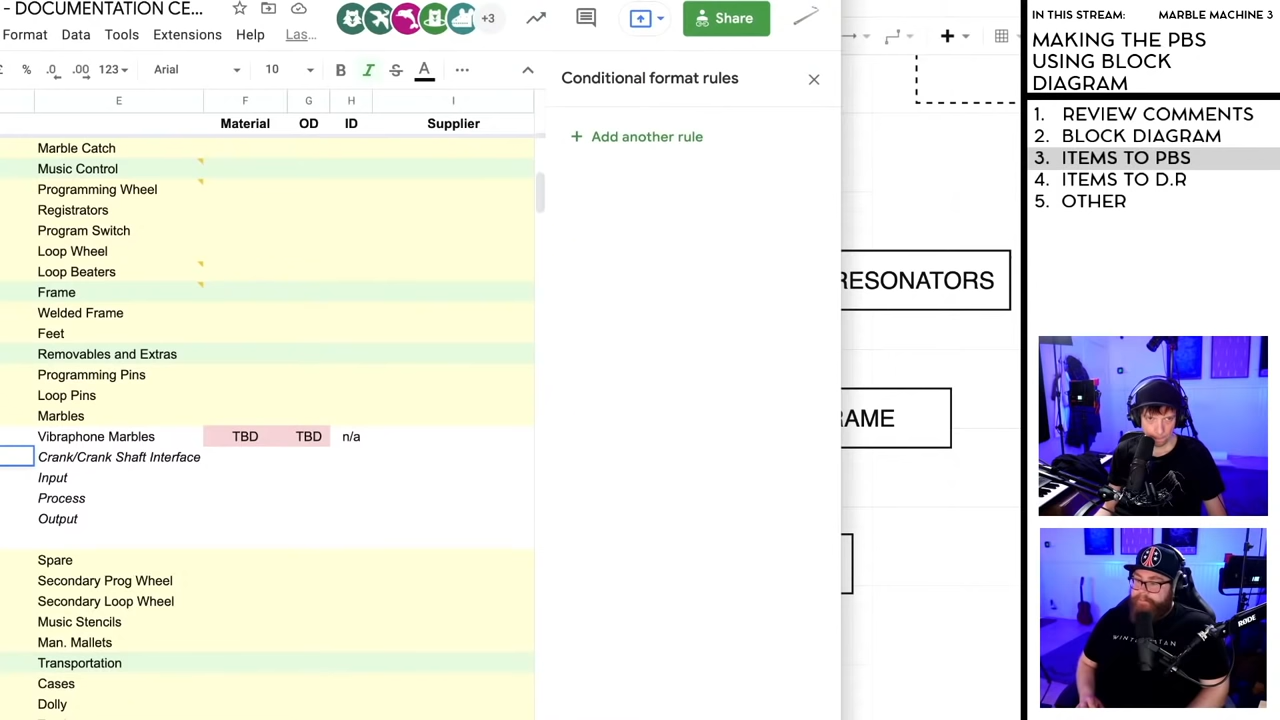 - DOCUMENTATION CE...
+3
Share
Format Data Tools Extensions Help Las...
% .0 .00 123 Arial 10 B I S A
Conditional format rules
+ Add another rule
E F G H I
Material OD ID Supplier
Marble Catch
Music Control
Programming Wheel
Registrators
Program Switch
Loop Wheel
Loop Beaters
Frame
Welded Frame
Feet
Removables and Extras
Programming Pins
Loop Pins
Marbles
Vibraphone Marbles TBD TBD n/a
Crank/Crank Shaft Interface
Input
Process
Output
Spare
Secondary Prog Wheel
Secondary Loop Wheel
Music Stencils
Man. Mallets
Transportation
Cases
Dolly
RESONATORS
RAME
IN THIS STREAM: MARBLE MACHINE 3
MAKING THE PBS
USING BLOCK
DIAGRAM
1. REVIEW COMMENTS
2. BLOCK DIAGRAM
3. ITEMS TO PBS
4. ITEMS TO D.R
5. OTHER
RØDE